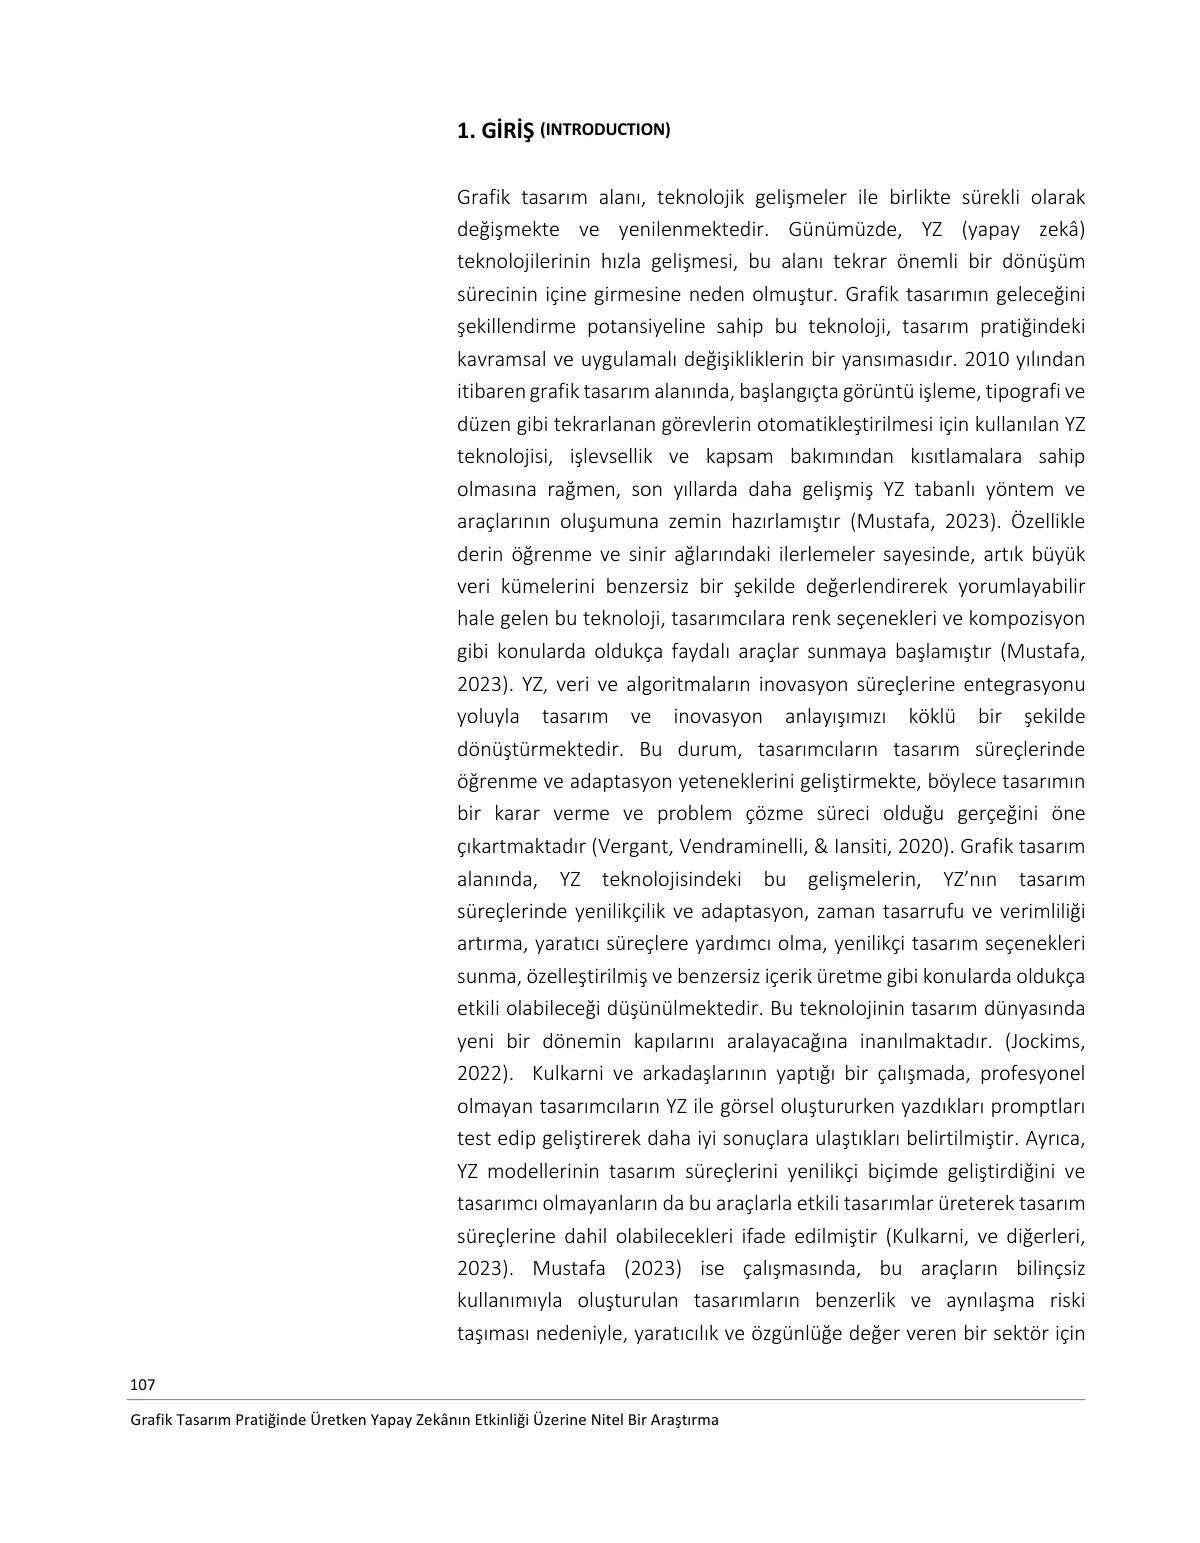 1. GİRİŞ (INTRODUCTION)
Grafik tasarım alanı, teknolojik gelişmeler ile birlikte sürekli olarak
değişmekte ve yenilenmektedir. Günümüzde, YZ (yapay zekâ)
teknolojilerinin hızla gelişmesi, bu alanı tekrar önemli bir dönüşüm
sürecinin içine girmesine neden olmuştur. Grafik tasarımın geleceğini
şekillendirme potansiyeline sahip bu teknoloji, tasarım pratiğindeki
kavramsal ve uygulamalı değişikliklerin bir yansımasıdır. 2010 yılından
itibaren grafik tasarım alanında, başlangıçta görüntü işleme, tipografi ve
düzen gibi tekrarlanan görevlerin otomatikleştirilmesi için kullanılan YZ
teknolojisi, işlevsellik ve kapsam bakımından kısıtlamalara sahip
olmasına rağmen, son yıllarda daha gelişmiş YZ tabanlı yöntem ve
araçlarının oluşumuna zemin hazırlamıştır (Mustafa, 2023). Özellikle
derin öğrenme ve sinir ağlarındaki ilerlemeler sayesinde, artık büyük
veri kümelerini benzersiz bir şekilde değerlendirerek yorumlayabilir
hale gelen bu teknoloji, tasarımcılara renk seçenekleri ve kompozisyon
gibi konularda oldukça faydalı araçlar sunmaya başlamıştır (Mustafa,
2023). YZ, veri ve algoritmaların inovasyon süreçlerine entegrasyonu
yoluyla tasarım ve inovasyon anlayışımızı köklü bir şekilde
dönüştürmektedir. Bu durum, tasarımcıların tasarım süreçlerinde
öğrenme ve adaptasyon yeteneklerini geliştirmekte, böylece tasarımın
bir karar verme ve problem çözme süreci olduğu gerçeğini öne
çıkartmaktadır (Vergant, Vendraminelli, & Iansiti, 2020). Grafik tasarım
alanında, YZ teknolojisindeki bu gelişmelerin, YZ’nın tasarım
süreçlerinde yenilikçilik ve adaptasyon, zaman tasarrufu ve verimliliği
artırma, yaratıcı süreçlere yardımcı olma, yenilikçi tasarım seçenekleri
sunma, özelleştirilmiş ve benzersiz içerik üretme gibi konularda oldukça
etkili olabileceği düşünülmektedir. Bu teknolojinin tasarım dünyasında
yeni bir dönemin kapılarını aralayacağına inanılmaktadır. (Jockims,
2022). Kulkarni ve arkadaşlarının yaptığı bir çalışmada, profesyonel
olmayan tasarımcıların YZ ile görsel oluştururken yazdıkları promptları
test edip geliştirerek daha iyi sonuçlara ulaştıkları belirtilmiştir. Ayrıca,
YZ modellerinin tasarım süreçlerini yenilikçi biçimde geliştirdiğini ve
tasarımcı olmayanların da bu araçlarla etkili tasarımlar üreterek tasarım
süreçlerine dahil olabilecekleri ifade edilmiştir (Kulkarni, ve diğerleri,
2023). Mustafa (2023) ise çalışmasında, bu araçların bilinçsiz
kullanımıyla oluşturulan tasarımların benzerlik ve aynılaşma riski
taşıması nedeniyle, yaratıcılık ve özgünlüğe değer veren bir sektör için
107
Grafik Tasarım Pratiğinde Üretken Yapay Zekânın Etkinliği Üzerine Nitel Bir Araştırma